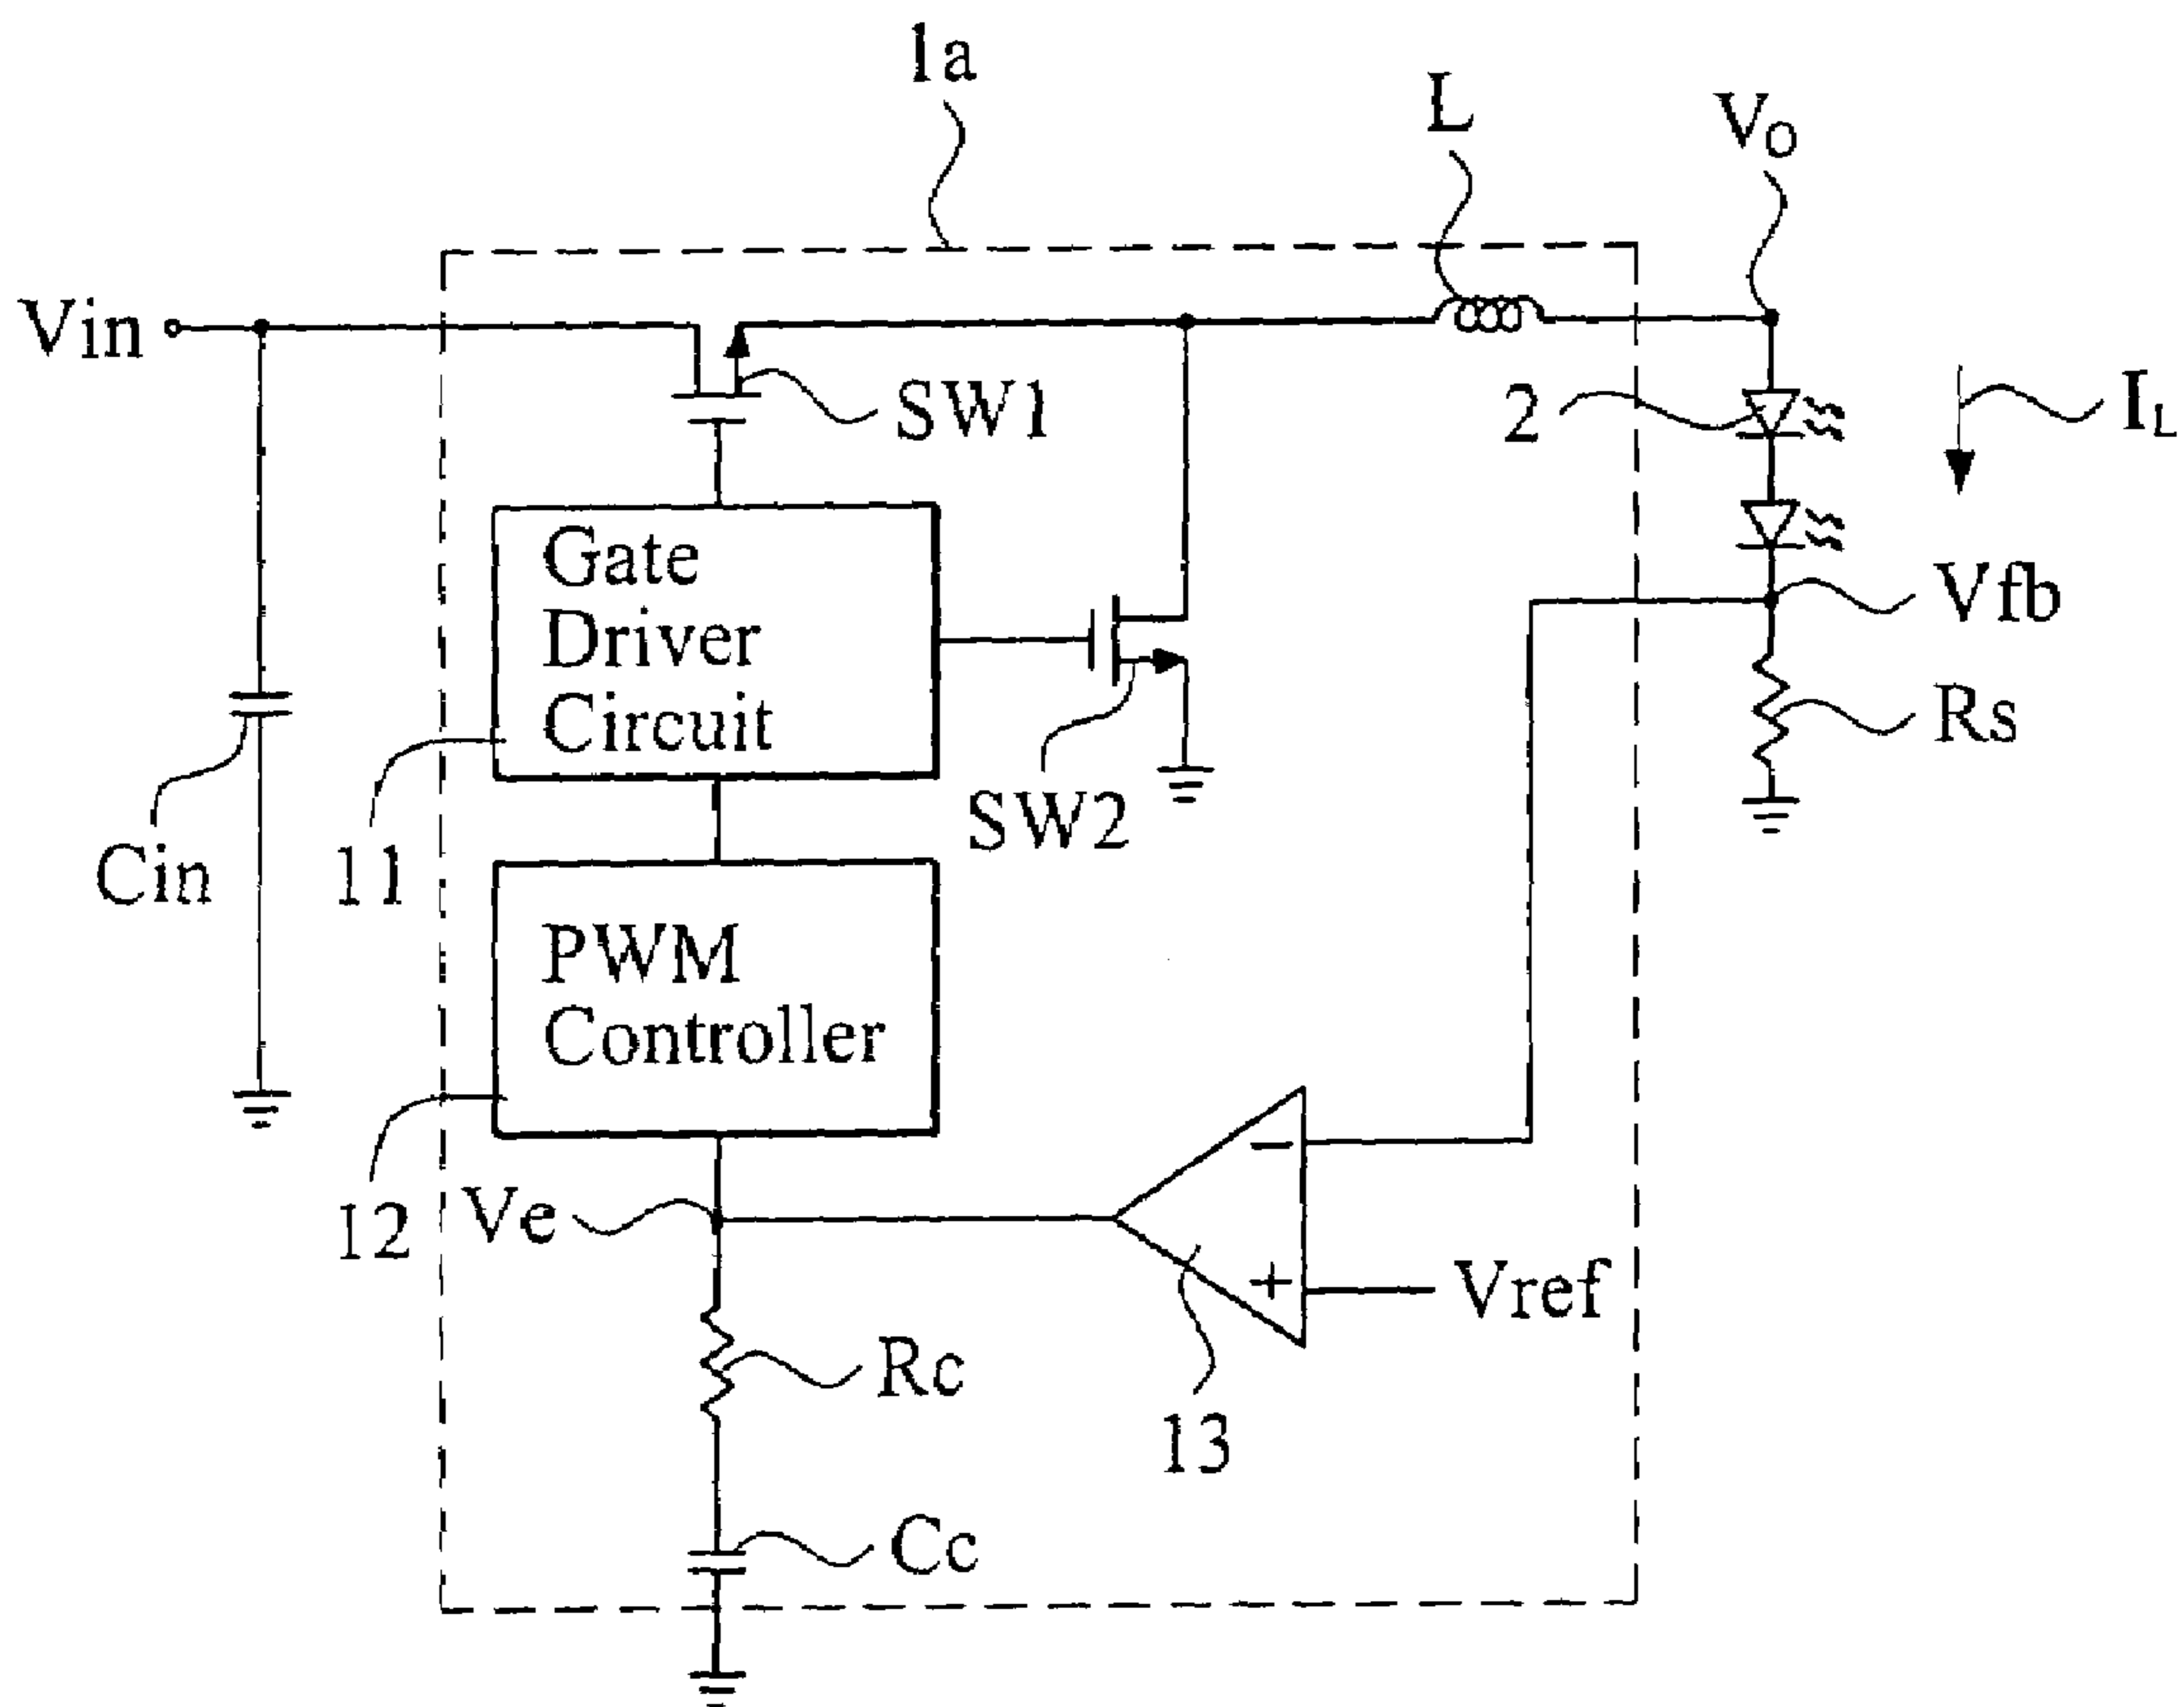 1a
L
Vo
Vin
SW1
2
IL
Gate
Driver
Circuit
Vfb
Rs
SW2
Cin
11
PWM
Controller
12
Ve
−
+
Vref
Rc
13
Cc